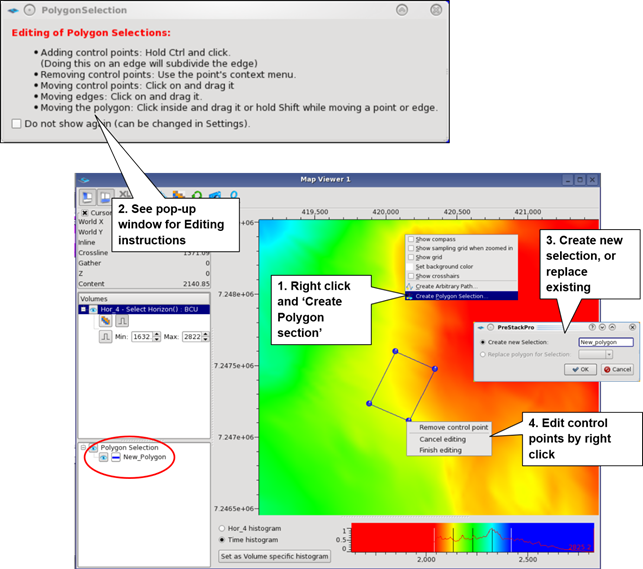 PolygonSelection
Editing of Polygon Selections:
Adding control points: Hold Ctrl and click.
(Doing this on an edge will subdivide the edge)
Removing control points: Use the point's context menu.
Moving control points: Click on and drag it
Moving edges: Click on and drag it.
Moving the polygon: Click inside and drag it or hold Shift while moving a point or edge.
Do not show again (can be changed in Settings).
Map Viewer 1
2. See pop-up
window for Editing
instructions
Cursor
World X
World Y
Inline
Crossline 1371.09
Gather 0
Z 0
Content 2140.85
Volumes
Hor_4 - Select Horizon() : BCU
Min: 1632. Max: 2822
Polygon Selection
New_Polygon
419,500 420,000 420,500 421,000
+06
7.248e+06
7.2475e+06
7.247e+06
7.2465e+06
Show compass
Show sampling grid when zoomed in
Show grid
Set background color
Show crosshairs
Create Arbitrary Path...
Create Polygon Selection...
1. Right click
and ‘Create
Polygon
section’
3. Create new
selection, or
replace
existing
PreStackPro
Create new Selection: New_polygon
Replace polygon for Selection:
OK Cancel
Remove control point
Cancel editing
Finish editing
4. Edit control
points by right
click
Hor_4 histogram
Time histogram
Set as Volume specific histogram
1
0.5
0
2,000 2,500